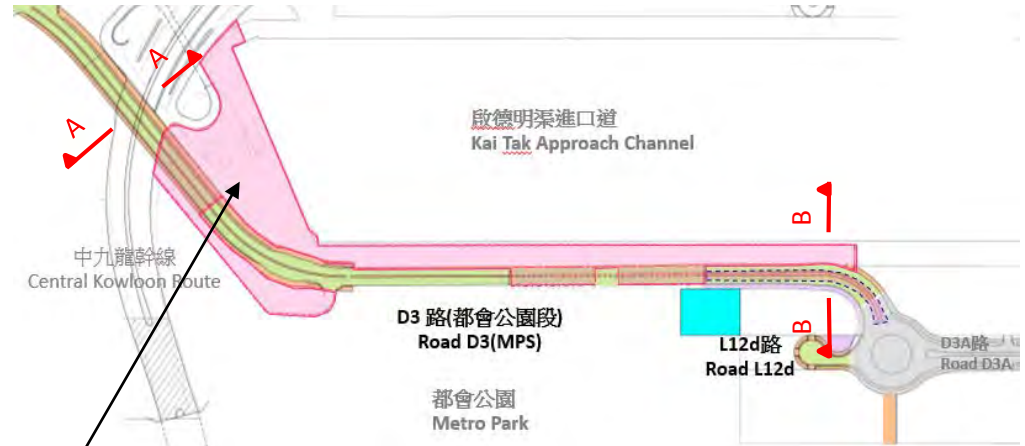 A
A
啟德明渠進口道
Kai Tak Approach Channel
B
中九龍幹線
Central Kowloon Route
D3 路(都會公園段)
Road D3(MPS)
B
L12d路
Road L12d
D3A路
Road D3A
都會公園
Metro Park